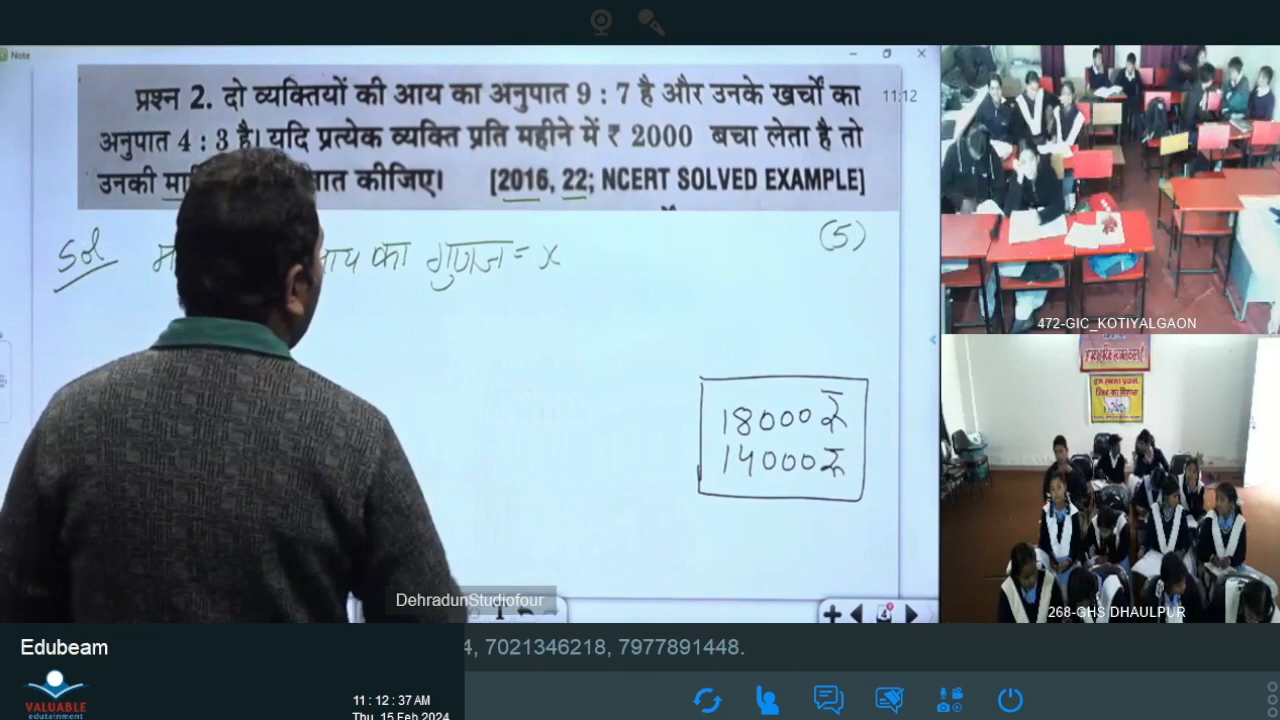 Note
प्रश्न 2. दो व्यक्तियों की आय का अनुपात 9 : 7 है और उनके खर्चों का
11:12
अनुपात 4 : 3 है। यदि प्रत्येक व्यक्ति प्रति महीने में ₹ 2000 बचा लेता है तो
उनकी कीजिए। [2016, 22; NCERT SOLVED EXAMPLE]
Sol का गुणज = x
(5)
18000 रु
14000 रु
DehradunStudiofour
472-GIC_KOTIYALGAON
268-GHS DHAULPUR
Edubeam
4, 7021346218, 7977891448.
VALUABLE
edutainment
11 : 12 : 37 AM
Thu, 15 Feb 2024